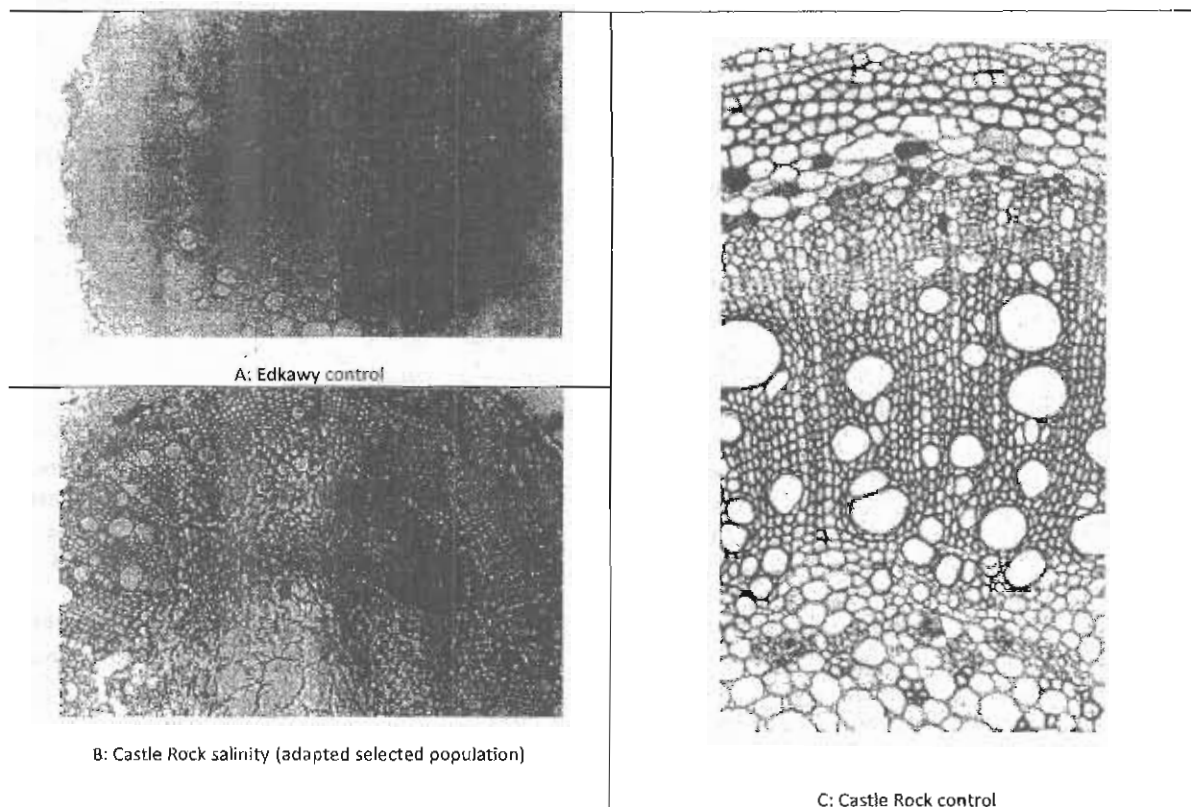 A: Edkawy control
B: Castle Rock salinity (adapted selected population)
C: Castle Rock control